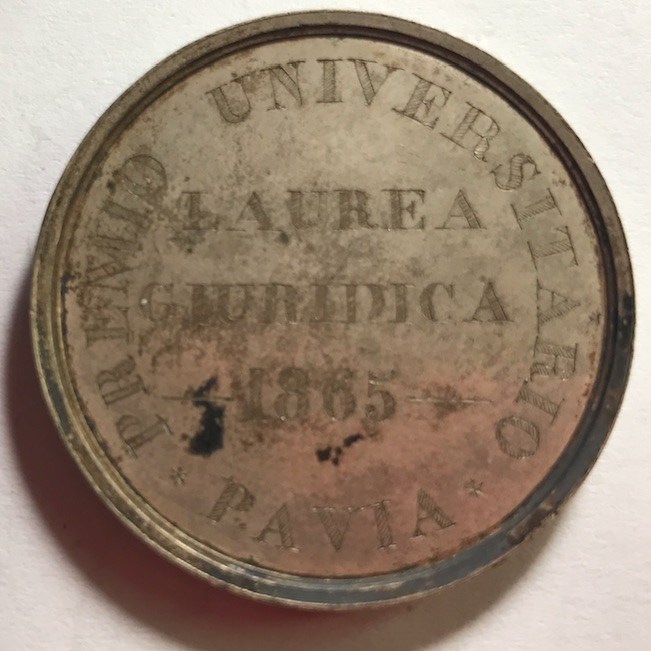 PREMIO UNIVERSITARIO
LAUREA
GIURIDICA
1865
* PAVIA *